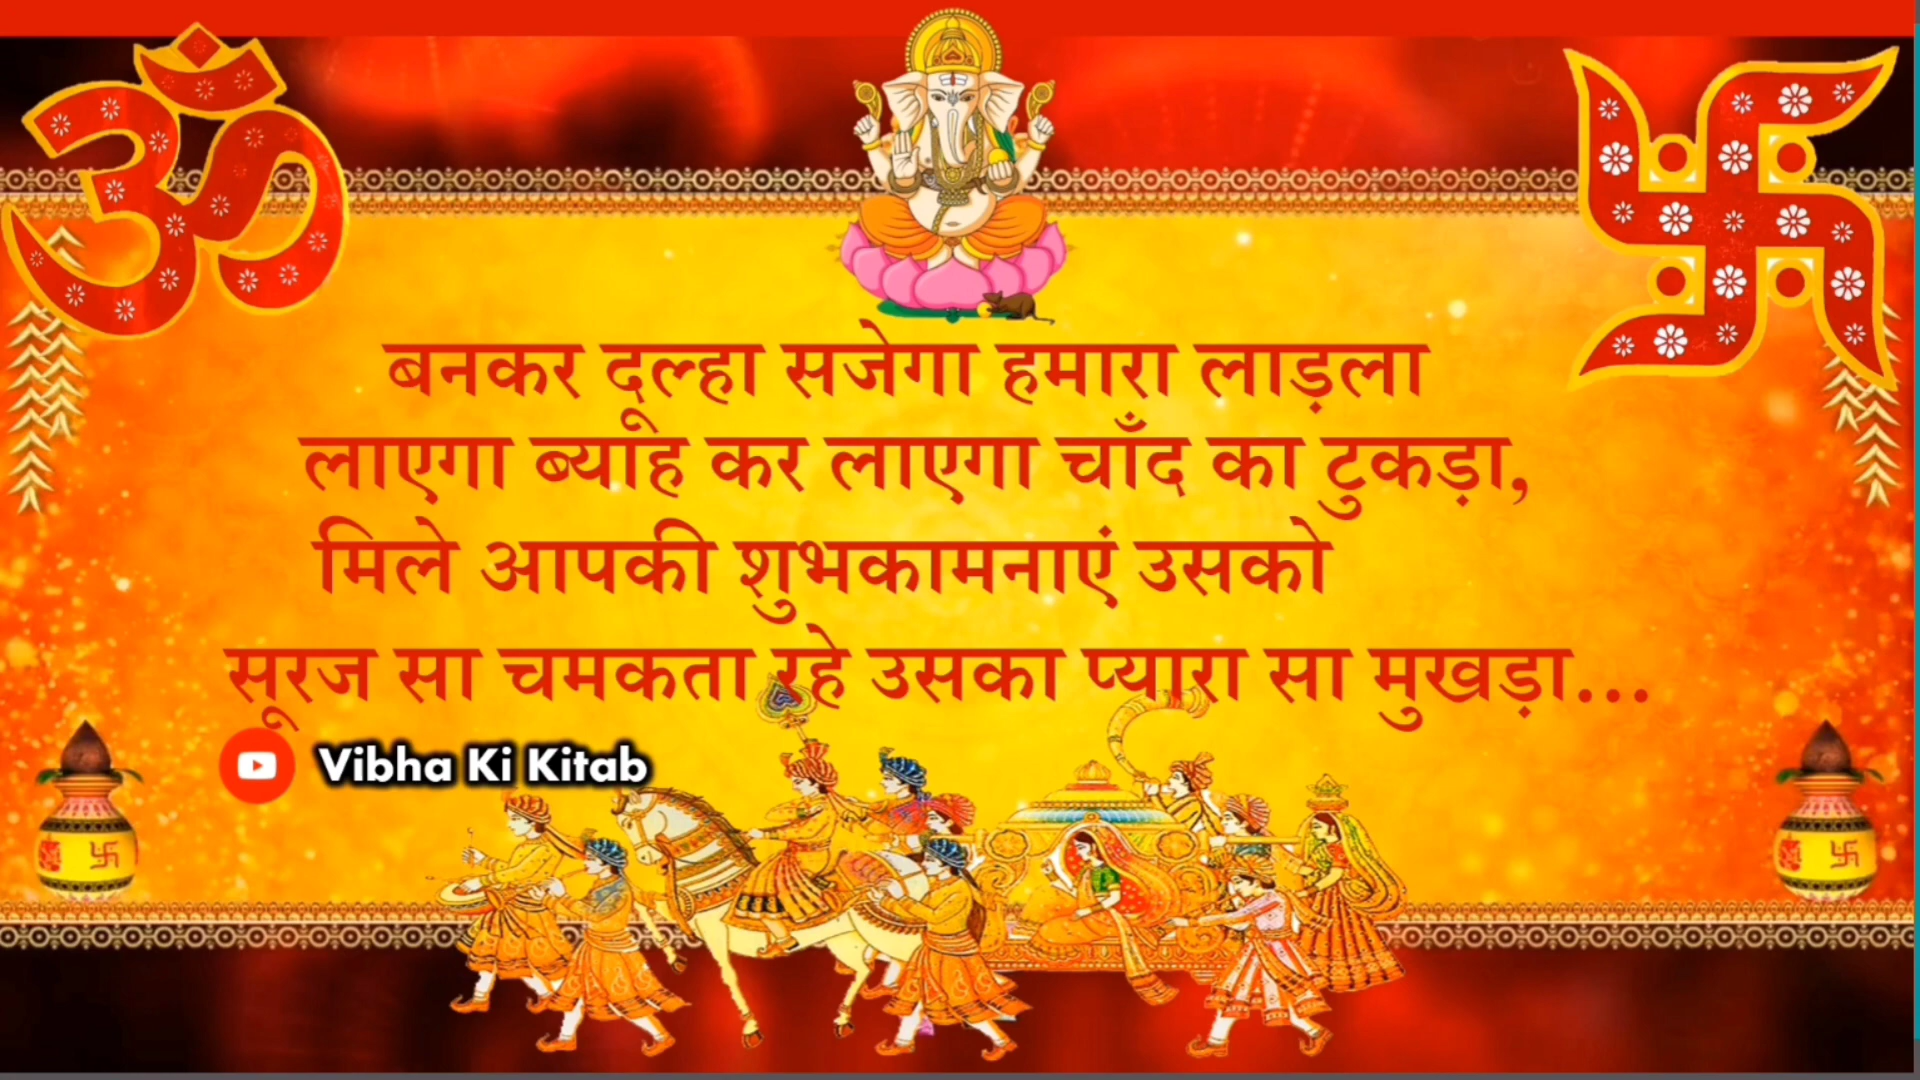 बनकर दूल्हा सजेगा हमारा लाड़ला
लाएगा ब्याह कर लाएगा चाँद का टुकड़ा,
मिले आपकी शुभकामनाएं उसको
सूरज सा चमकता रहे उसका प्यारा सा मुखड़ा...
Vibha Ki Kitab